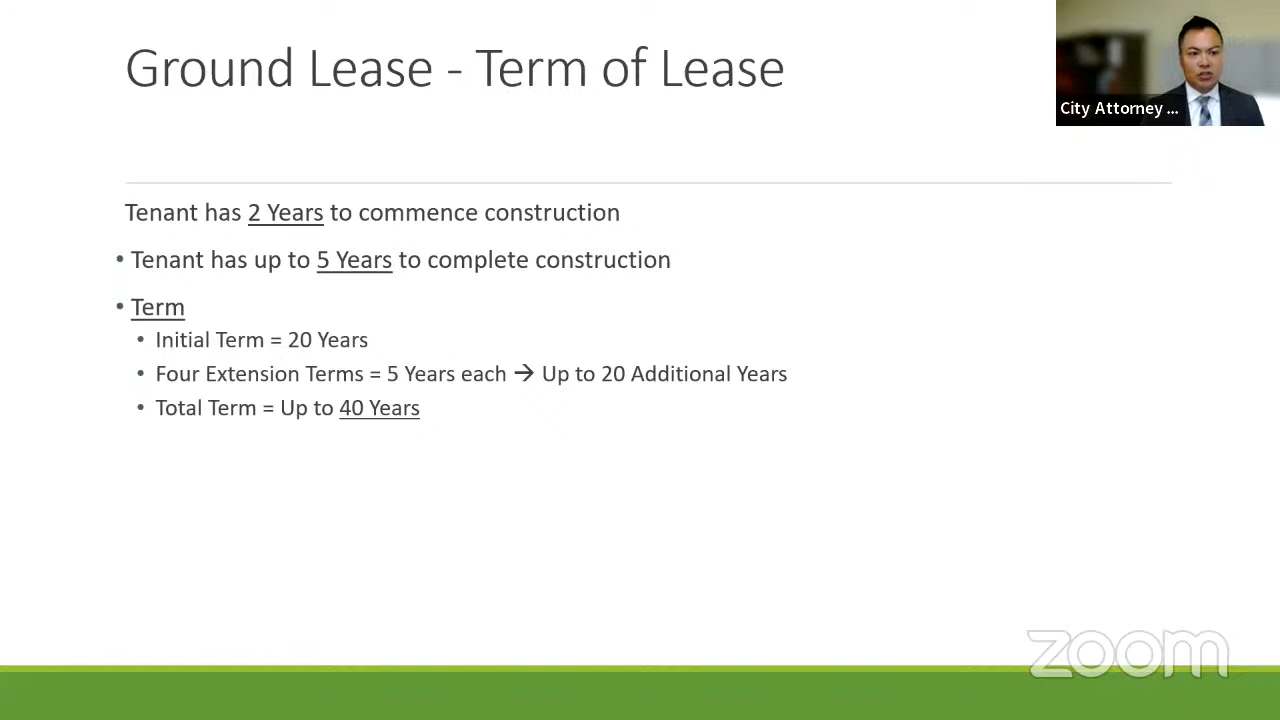 Ground Lease - Term of Lease
City Attorney ...
Tenant has 2 Years to commence construction
• Tenant has up to 5 Years to complete construction
• Term
• Initial Term = 20 Years
• Four Extension Terms = 5 Years each → Up to 20 Additional Years
• Total Term = Up to 40 Years
zoom